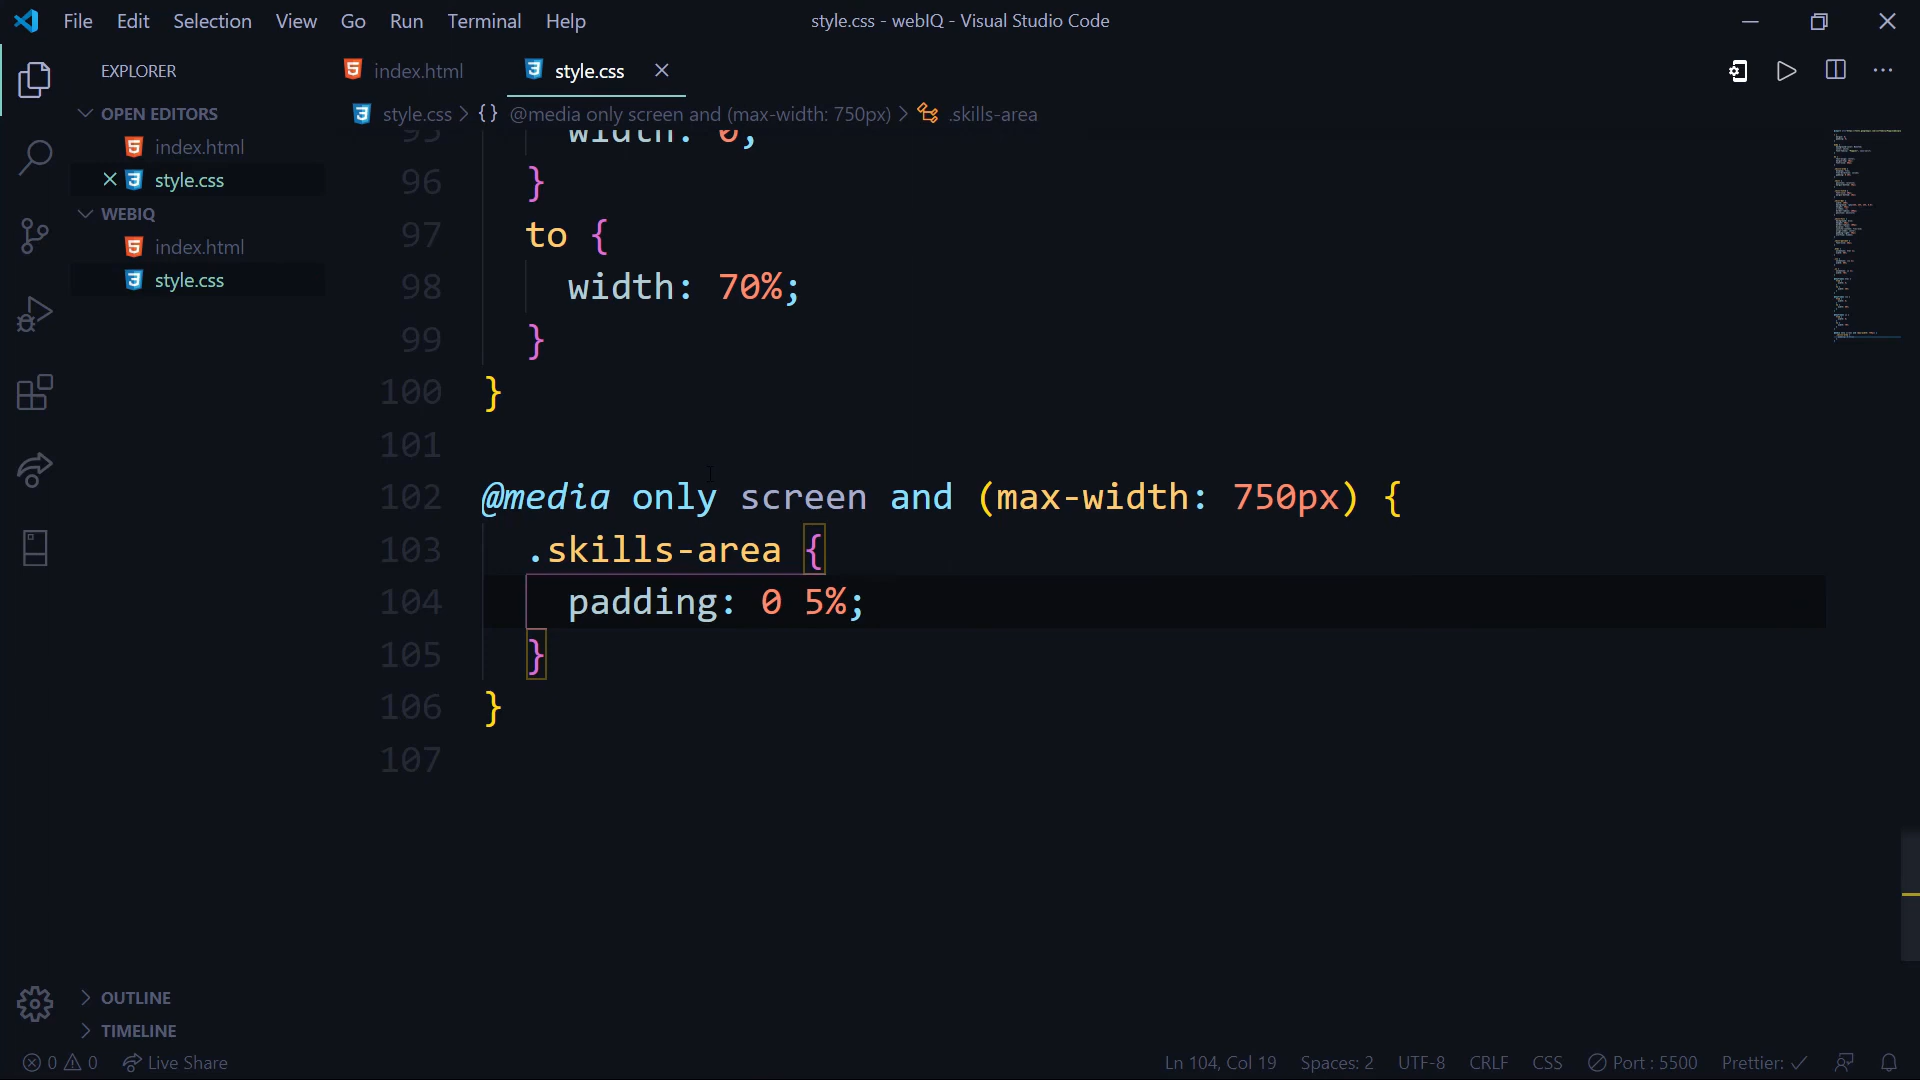 File Edit Selection View Go Run Terminal Help
style.css - webIQ - Visual Studio Code
EXPLORER
OPEN EDITORS
index.html
style.css
WEBIQ
index.html
style.css
OUTLINE
TIMELINE
index.html
style.css
style.css > {} @media only screen and (max-width: 750px) > .skills-area
95 width: 0;
96 }
97 to {
98 width: 70%;
99 }
100 }
101
102 @media only screen and (max-width: 750px) {
103 .skills-area {
104 padding: 0 5%;
105 }
106 }
107
0 0 Live Share
Ln 104, Col 19 Spaces: 2 UTF-8 CRLF CSS Port : 5500 Prettier: ✓